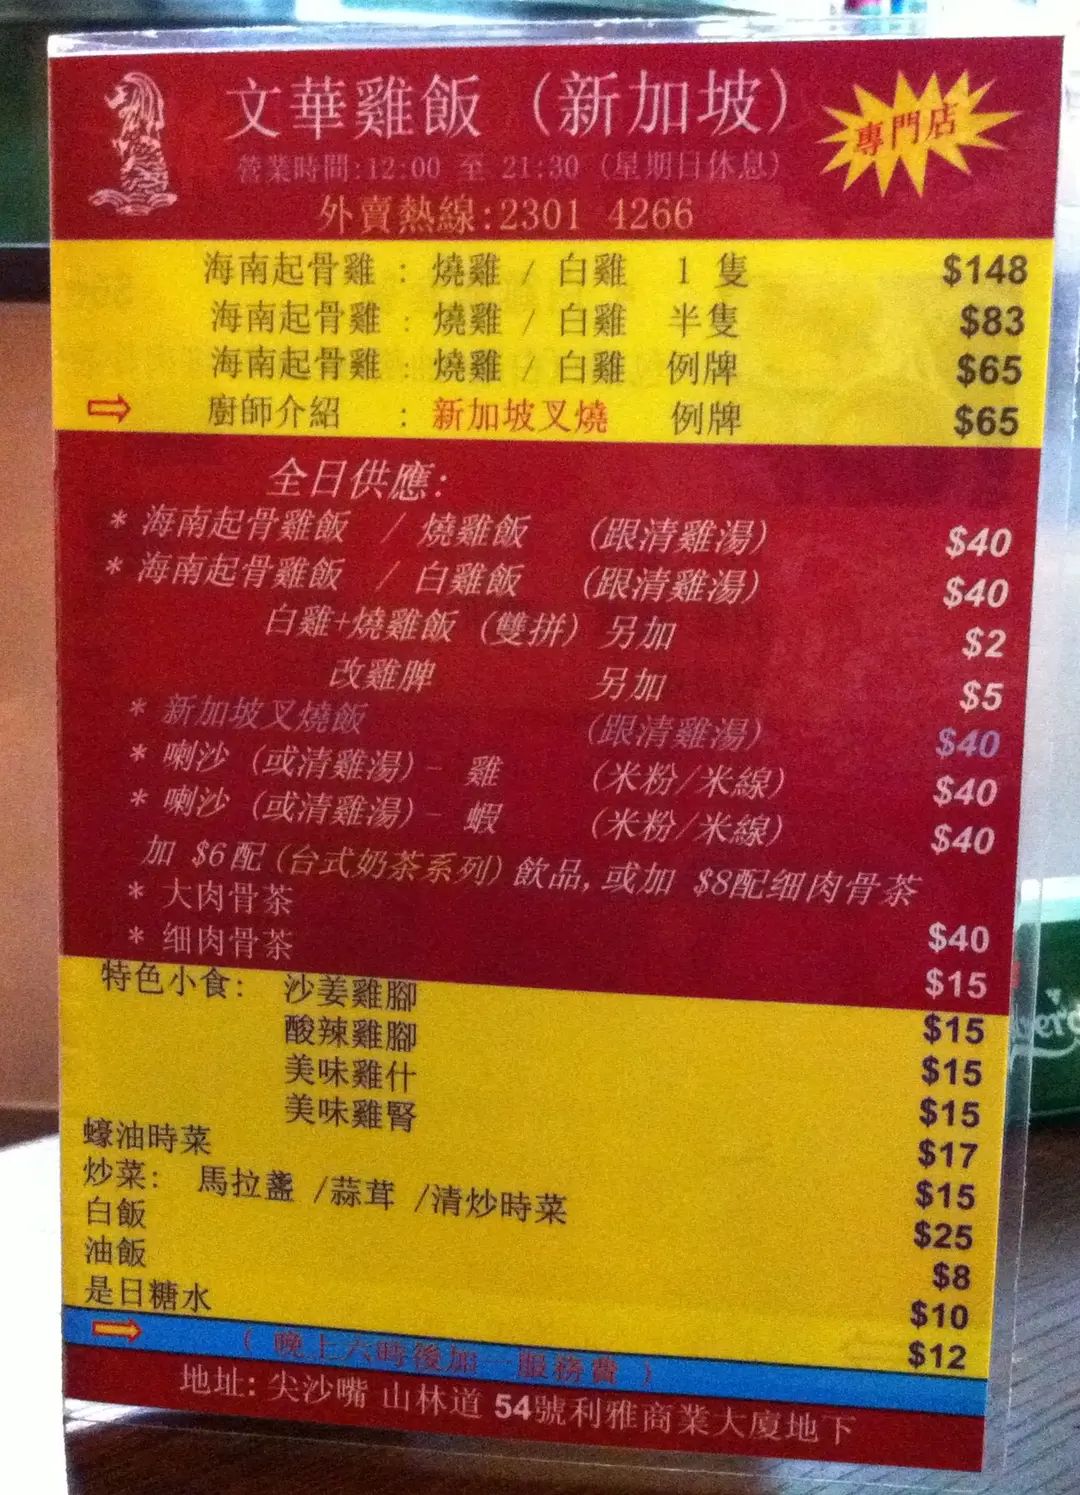 文華雞飯 (新加坡)
專門店
營業時間:12:00 至 21:30 (星期日休息)
外賣熱線:2301 4266
海南起骨雞 : 燒雞 / 白雞 1 隻 $148
海南起骨雞 : 燒雞 / 白雞 半隻 $83
海南起骨雞 : 燒雞 / 白雞 例牌 $65
廚師介紹 : 新加坡叉燒 例牌 $65
全日供應:
* 海南起骨雞飯 / 燒雞飯 (跟清雞湯) $40
* 海南起骨雞飯 / 白雞飯 (跟清雞湯) $40
白雞+燒雞飯 (雙拼) 另加 $2
改雞脾 另加 $5
* 新加坡叉燒飯 (跟清雞湯) $40
* 喇沙 (或清雞湯)- 雞 (米粉/米線) $40
* 喇沙 (或清雞湯)- 蝦 (米粉/米線) $40
加 $6配(台式奶茶系列)飲品,或加 $8配细肉骨茶
* 大肉骨茶 $40
* 细肉骨茶 $15
特色小食: 沙姜雞腳 $15
酸辣雞腳 $15
美味雞什 $15
美味雞腎 $17
蠔油時菜 $15
炒菜: 馬拉盞 /蒜茸 /清炒時菜 $25
白飯 $8
油飯 $10
是日糖水 $12
( 晚上六時後加一服務費 )
地址: 尖沙嘴 山林道 54號利雅商業大廈地下